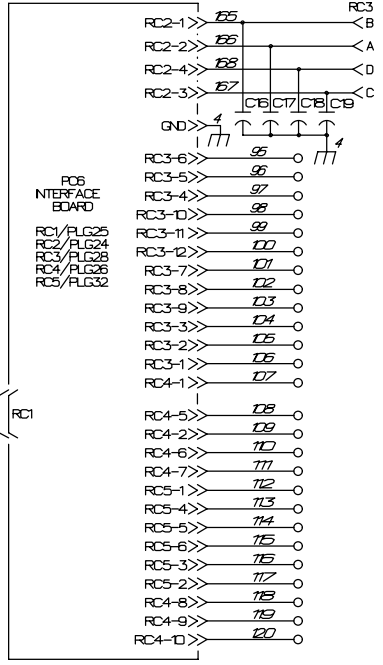 RC3
RC2-1 165 B
RC2-2 166 A
RC2-4 168 D
RC2-3 167 C
C16 C17 C18 C19
GND 4
4
RC3-6 95
RC3-5 96
RC3-4 97
RC3-10 98
RC3-11 99
RC3-12 100
RC3-7 101
RC3-8 102
RC3-9 103
RC3-3 104
RC3-2 105
RC3-1 106
RC4-1 107
PC6
INTERFACE
BOARD
RC1/PLG25
RC2/PLG24
RC3/PLG28
RC4/PLG26
RC5/PLG32
RC1
RC4-5 108
RC4-2 109
RC4-6 110
RC4-7 111
RC5-1 112
RC5-4 113
RC5-5 114
RC5-6 115
RC5-3 116
RC5-2 117
RC4-8 118
RC4-9 119
RC4-10 120